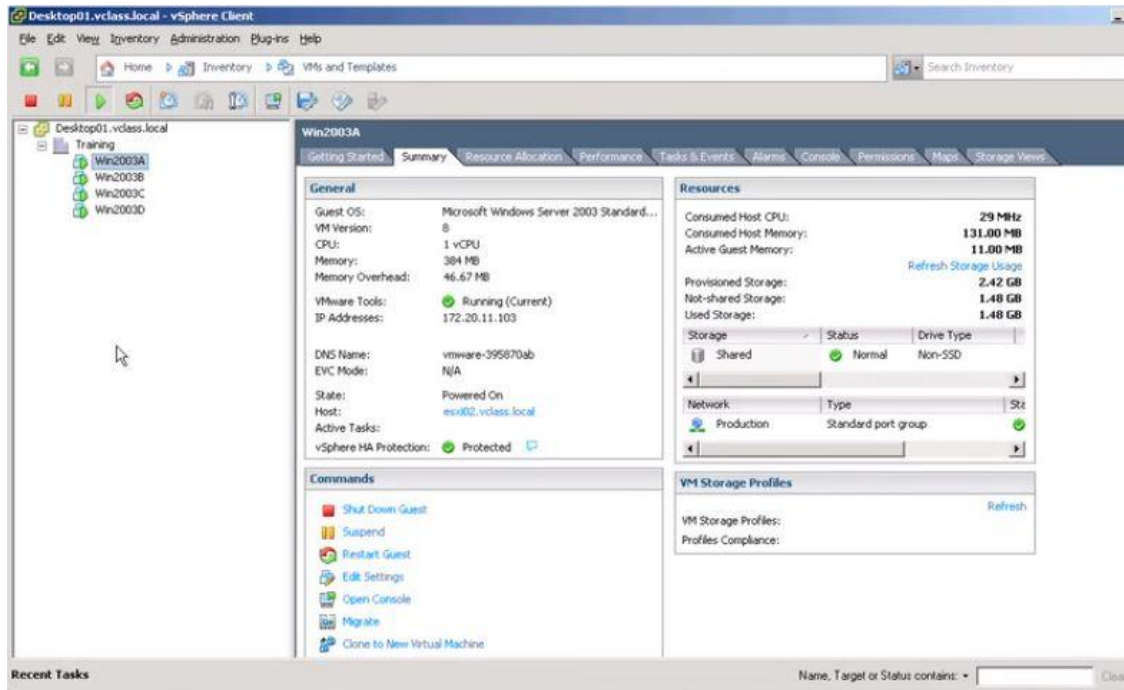 Desktop01.vclass.local - vSphere Client
File Edit View Inventory Administration Plug-ins Help
Home Inventory VMs and Templates Search Inventory
Desktop01.vclass.local
Training
Win2003A
Win2003B
Win2003C
Win2003D
Win2003A
Getting Started Summary Resource Allocation Performance Tasks & Events Alarms Console Permissions Maps Storage Views
General
Guest OS: Microsoft Windows Server 2003 Standard...
VM Version: 8
CPU: 1 vCPU
Memory: 384 MB
Memory Overhead: 46.67 MB
VMware Tools: Running (Current)
IP Addresses: 172.20.11.103
DNS Name: vmware-395870ab
EVC Mode: N/A
State: Powered On
Host: esxi02.vclass.local
Active Tasks:
vSphere HA Protection: Protected
Commands
Shut Down Guest
Suspend
Restart Guest
Edit Settings
Open Console
Migrate
Clone to New Virtual Machine
Resources
Consumed Host CPU: 29 MHz
Consumed Host Memory: 131.00 MB
Active Guest Memory: 11.00 MB
Refresh Storage Usage
Provisioned Storage: 2.42 GB
Not-shared Storage: 1.48 GB
Used Storage: 1.48 GB
Storage Status Drive Type
Shared Normal Non-SSD
Network Type Sta
Production Standard port group
VM Storage Profiles
Refresh
VM Storage Profiles:
Profiles Compliance:
Recent Tasks Name, Target or Status contains: Clea